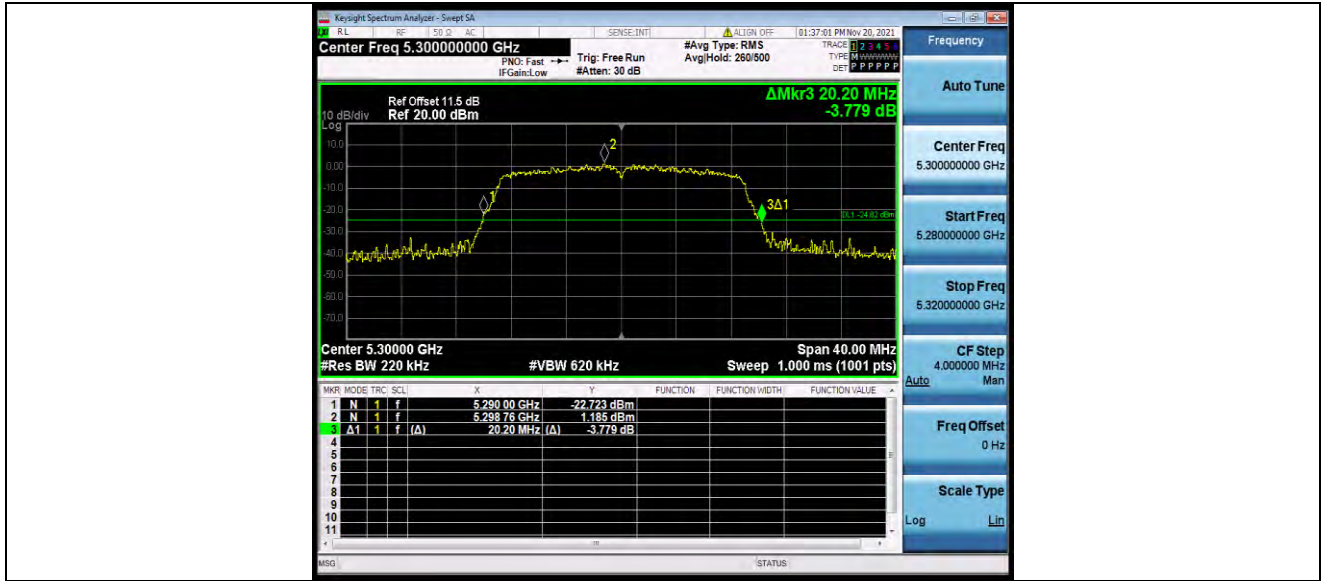 Keysight Spectrum Analyzer - Swept SA
RL RF 50 Ω AC SENSE:INT ALIGN OFF 01:37:01 PM Nov 20, 2021
Center Freq 5.300000000 GHz #Avg Type: RMS TRACE 1 2 3 4 5 6
PNO: Fast Trig: Free Run Avg|Hold: 260/500 TYPE M WWWWW
IFGain:Low #Atten: 30 dB DET P P P P P P
Frequency
Auto Tune
Center Freq
5.300000000 GHz
Start Freq
5.280000000 GHz
Stop Freq
5.320000000 GHz
CF Step
4.000000 MHz
Auto Man
Freq Offset
0 Hz
Scale Type
Log Lin
ΔMkr3 20.20 MHz
-3.779 dB
Ref Offset 11.5 dB
10 dB/div Ref 20.00 dBm
Log
10.0
0.00
-10.0
-20.0
-30.0
-40.0
-50.0
-60.0
-70.0
2
1
3Δ1
DL1 -24.82 dBm
Center 5.30000 GHz Span 40.00 MHz
#Res BW 220 kHz #VBW 620 kHz Sweep 1.000 ms (1001 pts)
MKR MODE TRC SCL X Y FUNCTION FUNCTION WIDTH FUNCTION VALUE
1 N 1 f 5.290 00 GHz -22.723 dBm
2 N 1 f 5.298 76 GHz 1.185 dBm
3 Δ1 1 f (Δ) 20.20 MHz (Δ) -3.779 dB
4
5
6
7
8
9
10
11
MSG STATUS